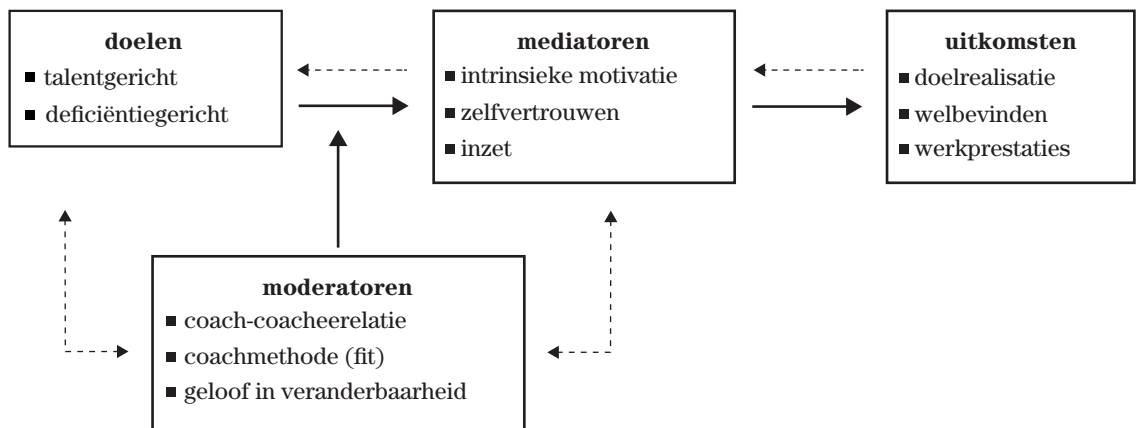 doelen
■ talentgericht
■ deficiëntiegericht
mediatoren
■ intrinsieke motivatie
■ zelfvertrouwen
■ inzet
uitkomsten
■ doelrealisatie
■ welbevinden
■ werkprestaties
moderatoren
■ coach-coacheerelatie
■ coachmethode (fit)
■ geloof in veranderbaarheid